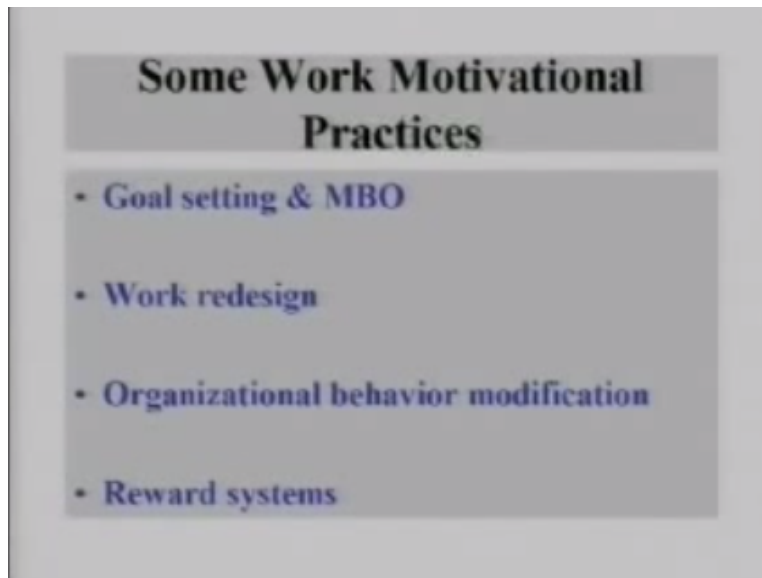 Some Work Motivational
Practices
• Goal setting & MBO
• Work redesign
• Organizational behavior modification
• Reward systems